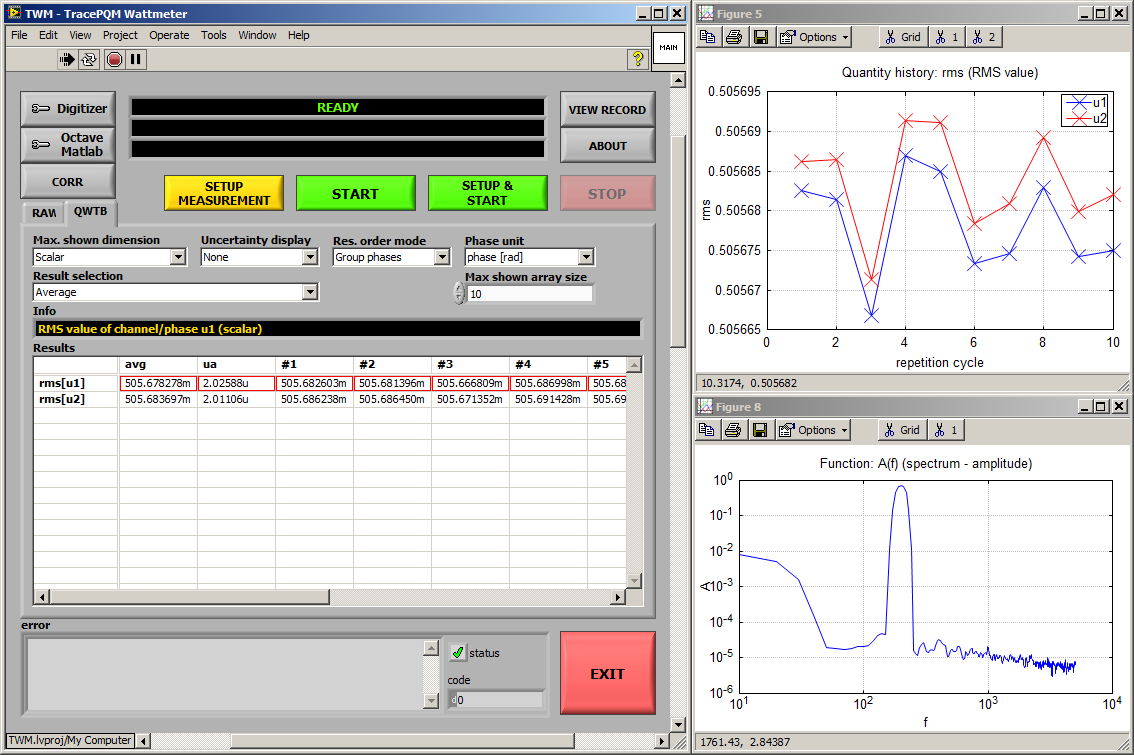 TWM - TracePQM Wattmeter
File Edit View Project Operate Tools Window Help
MAIN
?
Digitizer
READY
VIEW RECORD
Octave
Matlab
ABOUT
CORR
SETUP
MEASUREMENT
START
SETUP &
START
STOP
RAW QWTB
Max. shown dimension Uncertainty display Res. order mode Phase unit
Scalar None Group phases phase [rad]
Result selection Max shown array size
Average 10
Info
RMS value of channel/phase u1 (scalar)
Results
avg ua #1 #2 #3 #4 #5
rms[u1] 505.678278m 2.02588u 505.682603m 505.681396m 505.666809m 505.686998m 505.68
rms[u2] 505.683697m 2.01106u 505.686238m 505.686450m 505.671352m 505.691428m 505.69
error
status
code
0
EXIT
TWM.lvproj/My Computer
Figure 5
Options Grid 1 2
Quantity history: rms (RMS value)
0.505695
0.50569
0.505685
0.50568
0.505675
0.50567
0.505665
rms
u1
u2
0 2 4 6 8 10
repetition cycle
10.3174, 0.505682
Figure 8
Options Grid 1
Function: A(f) (spectrum - amplitude)
10^0
10^-1
10^-2
10^-3
10^-4
10^-5
10^-6
A
10^1 10^2 10^3 10^4
f
1761.43, 2.84387